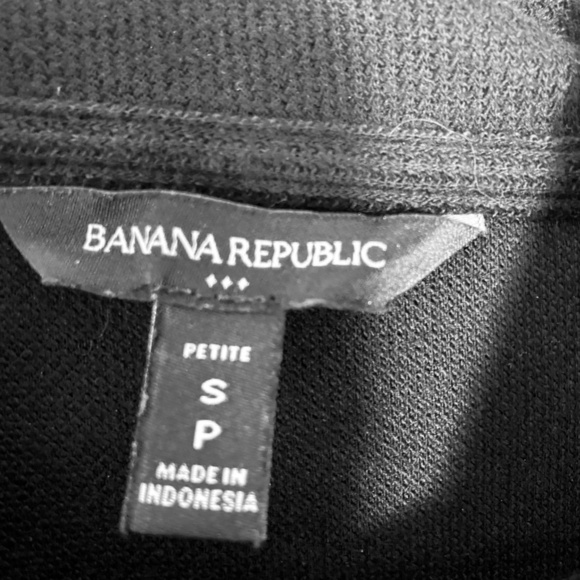 BANANA REPUBLIC
PETITE
S
P
MADE IN
INDONESIA